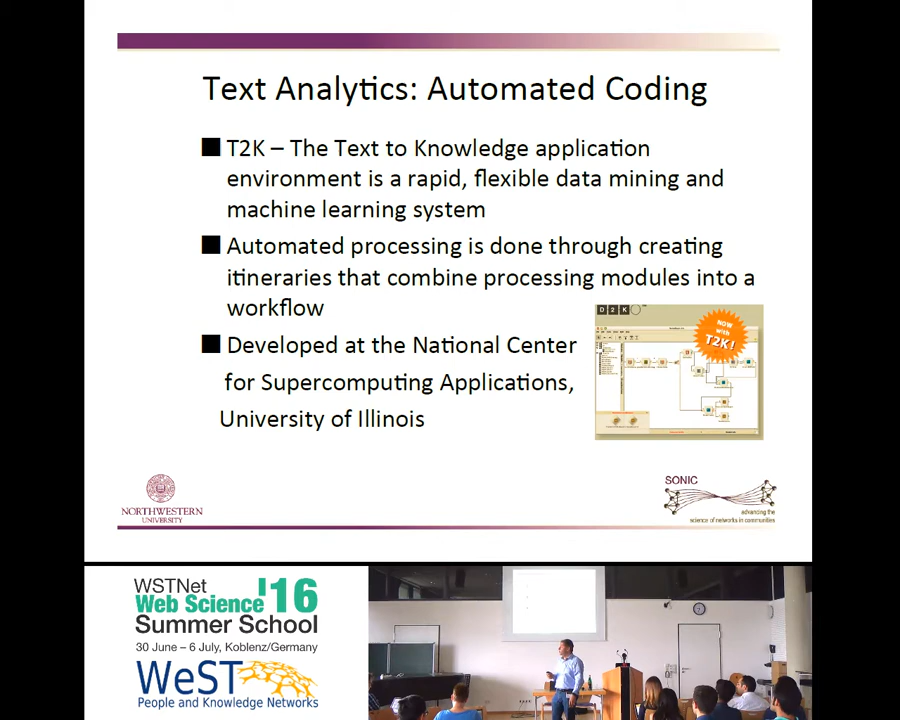 Text Analytics: Automated Coding
T2K – The Text to Knowledge application
environment is a rapid, flexible data mining and
machine learning system
Automated processing is done through creating
itineraries that combine processing modules into a
workflow
Developed at the National Center
for Supercomputing Applications,
University of Illinois
D2K
NOW
with
T2K!
NORTHWESTERN
UNIVERSITY
SONIC
advancing the
science of networks in communities
WSTNet
Web Science '16
Summer School
30 June – 6 July, Koblenz/Germany
WeST
People and Knowledge Networks